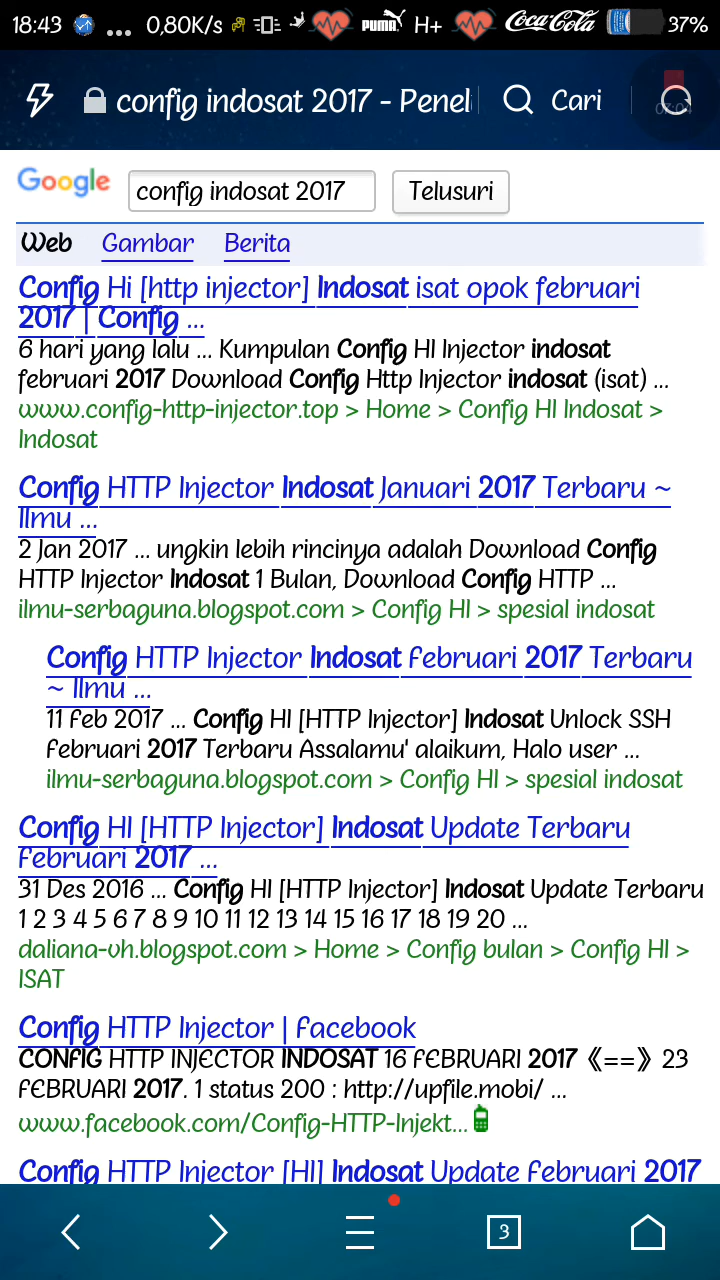 18:43 ... 0,80K/s PUMA H+ Coca-Cola 37%
config indosat 2017 - Penel Cari
07:04
Google config indosat 2017 Telusuri
Web Gambar Berita
Config Hi [http injector] Indosat isat opok februari
2017 | Config ...
6 hari yang lalu ... Kumpulan Config HI Injector indosat
februari 2017 Download Config Http Injector indosat (isat) ...
www.config-http-injector.top > Home > Config HI Indosat >
Indosat
Config HTTP Injector Indosat Januari 2017 Terbaru ~
Ilmu ...
2 Jan 2017 ... ungkin lebih rincinya adalah Download Config
HTTP Injector Indosat 1 Bulan, Download Config HTTP ...
ilmu-serbaguna.blogspot.com > Config HI > spesial indosat
Config HTTP Injector Indosat Februari 2017 Terbaru
~ Ilmu ...
11 Feb 2017 ... Config HI [HTTP Injector] Indosat Unlock SSH
Februari 2017 Terbaru Assalamu' alaikum, Halo user ...
ilmu-serbaguna.blogspot.com > Config HI > spesial indosat
Config HI [HTTP Injector] Indosat Update Terbaru
Februari 2017 ...
31 Des 2016 ... Config HI [HTTP Injector] Indosat Update Terbaru
1 2 3 4 5 6 7 8 9 10 11 12 13 14 15 16 17 18 19 20 ...
daliana-vh.blogspot.com > Home > Config bulan > Config HI >
ISAT
Config HTTP Injector | Facebook
CONFIG HTTP INJECTOR INDOSAT 16 FEBRUARI 2017《==》23
FEBRUARI 2017. 1 status 200 : http://upfile.mobi/ ...
www.facebook.com/Config-HTTP-Injekt...
Config HTTP Injector [HI] Indosat Update Februari 2017
3